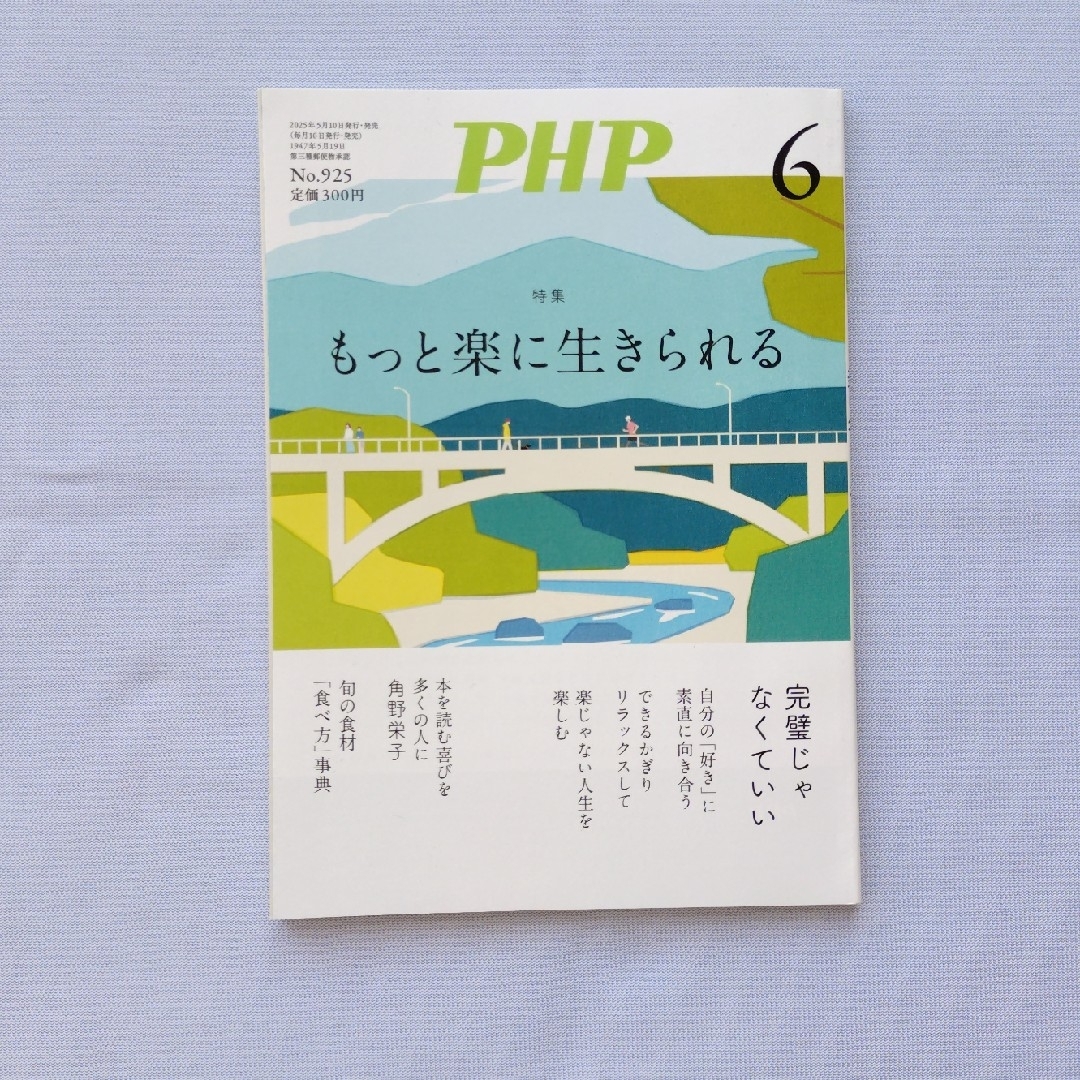 2025年5月10日発行・発売
(毎月10日発行・発売)
1947年5月19日
第三種郵便物承認
No.925
定価300円
PHP
6
特集
もっと楽に生きられる
完璧じゃ
なくていい
自分の「好き」に
素直に向き合う
できるかぎり
リラックスして
楽じゃない人生を
楽しむ
本を読む喜びを
多くの人に
角野栄子
旬の食材
「食べ方」事典